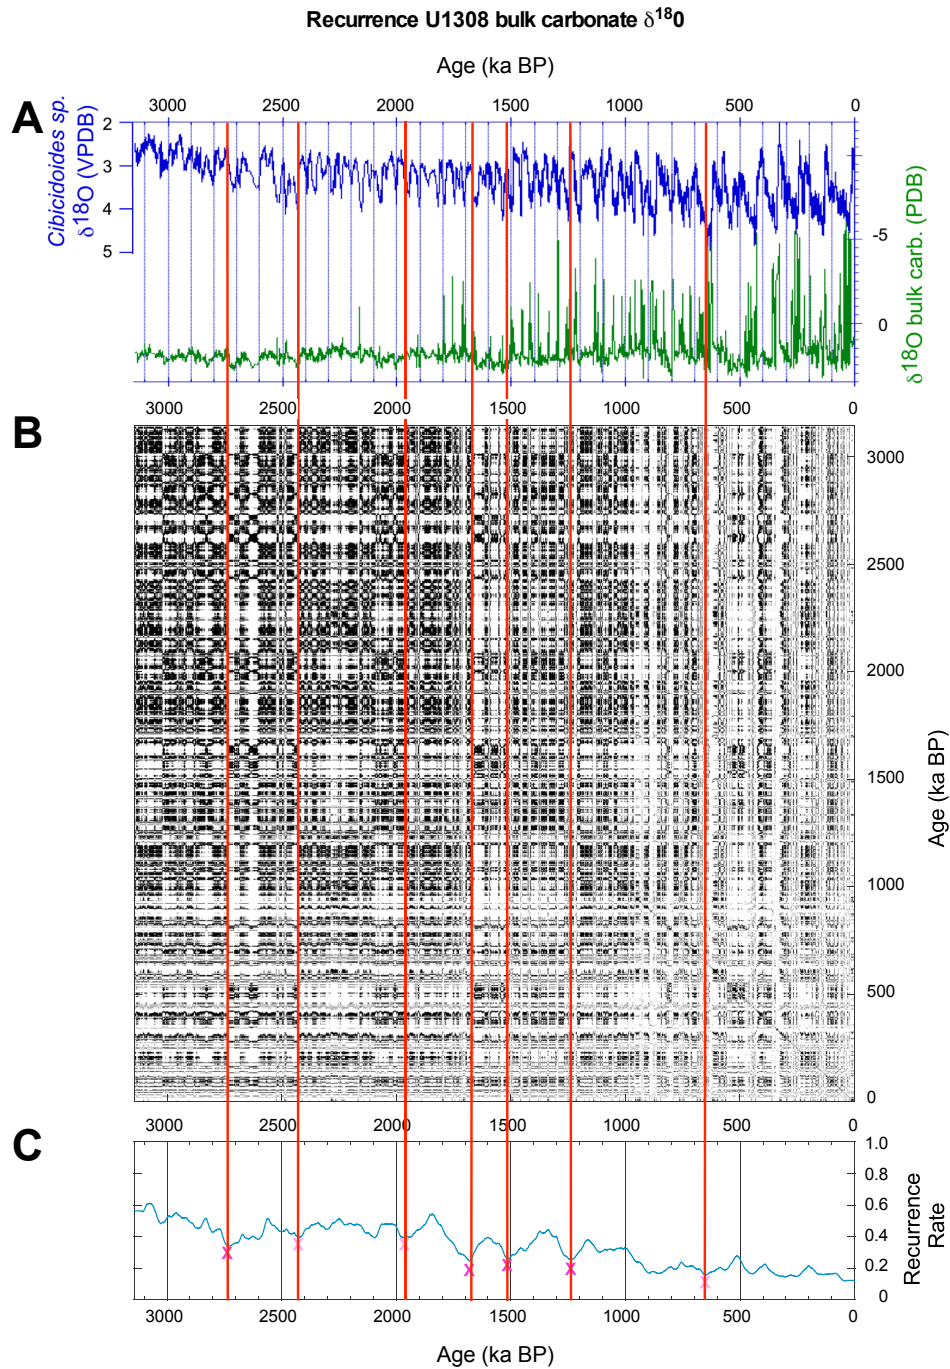 Recurrence U1308 bulk carbonate δ¹⁸0
Age (ka BP)
3000 2500 2000 1500 1000 500 0
A
Cibicidoides sp.
δ¹⁸O (VPDB)
2
3
4
5
-5
0
δ¹⁸O bulk carb. (PDB)
3000 2500 2000 1500 1000 500 0
B
3000
2500
2000
1500
1000
500
0
Age (ka BP)
3000 2500 2000 1500 1000 500 0
C
1.0
0.8
0.6
0.4
0.2
0
Recurrence
Rate
X X X X X X X
3000 2500 2000 1500 1000 500 0
Age (ka BP)